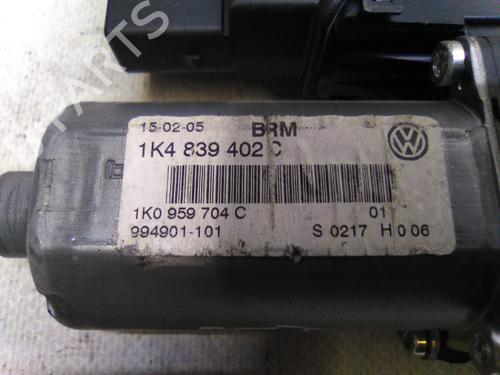 15-02-05 BRM
1K4 839 402 C
1K0 959 704 C 01
994901-101 S 0217 H 0 06